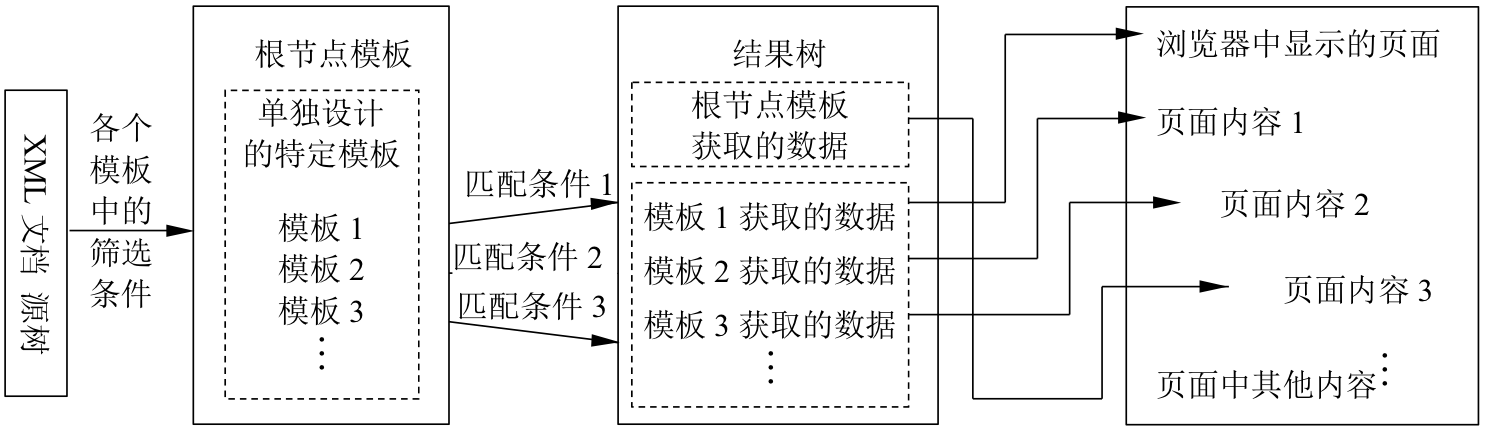 XML 文档 源树
各个
模板
中的
筛选
条件
根节点模板
单独设计
的特定模板
模板 1
模板 2
模板 3
⋮
匹配条件 1
匹配条件 2
匹配条件 3
结果树
根节点模板
获取的数据
模板 1 获取的数据
模板 2 获取的数据
模板 3 获取的数据
⋮
浏览器中显示的页面
页面内容 1
页面内容 2
页面内容 3
⋮
页面中其他内容